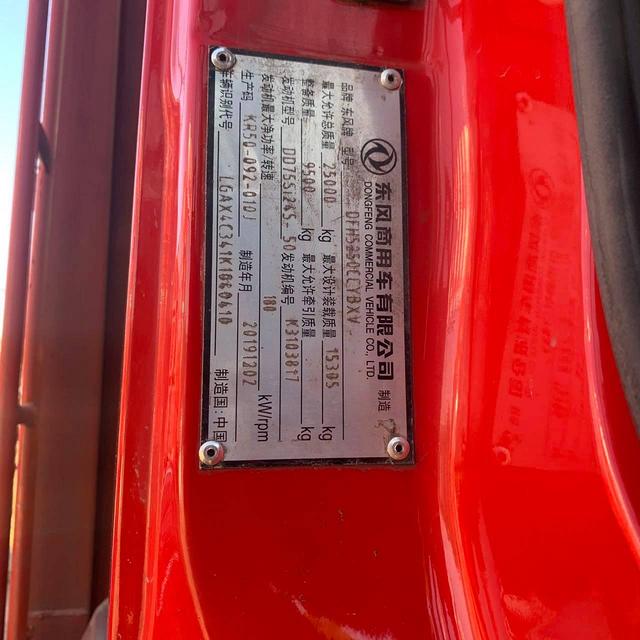 东风商用车有限公司 制造
DONGFENG COMMERCIAL VEHICLE CO., LTD.
品牌 东风牌 型号 DFH5250CCYBXV
最大允许总质量 25000 kg 最大设计装载质量 15305 kg
整备质量 9500 kg 最大允许牵引质量 kg
发动机型号 DDi75S245-50 发动机编号 K3103817
发动机最大净功率/转速 180 kW/rpm
生产码 KR50-092-010J 制造年月 20191202
车辆识别代号 LGAX4C341K1060610 制造国:中国